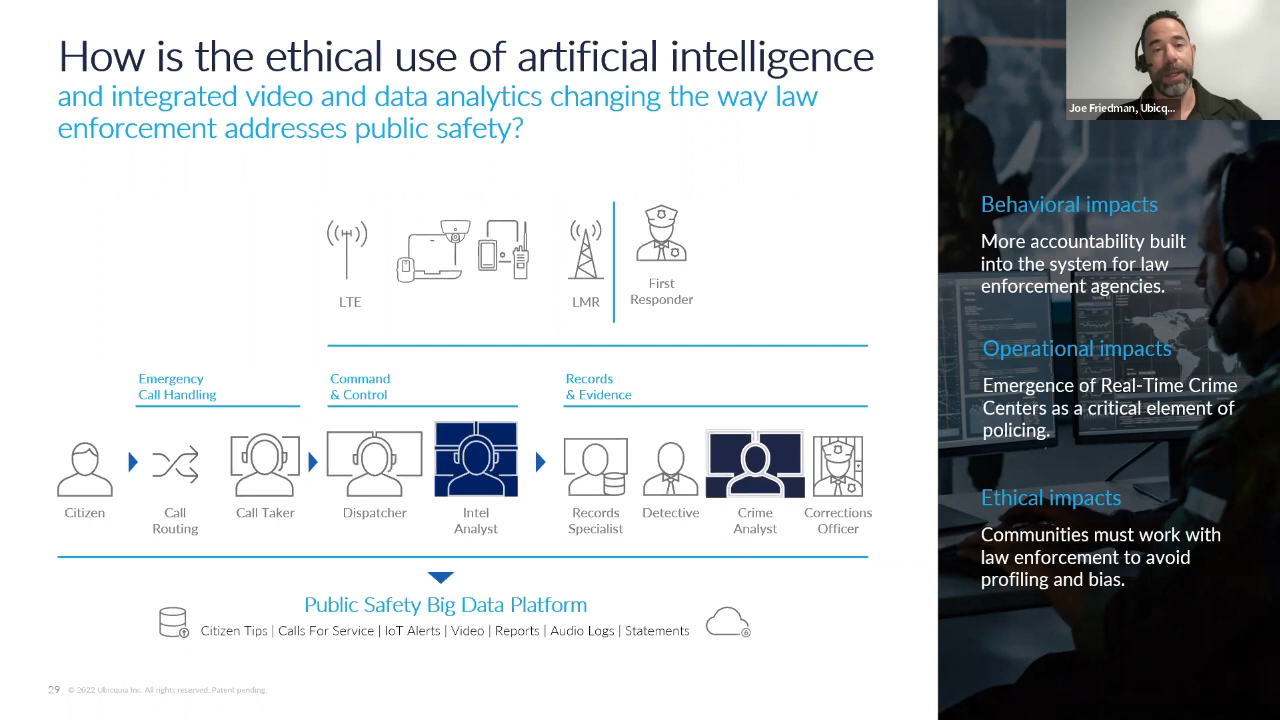 How is the ethical use of artificial intelligence
and integrated video and data analytics changing the way law
enforcement addresses public safety?
Joe Friedman, Ubicq...
LTE
LMR
First
Responder
Emergency
Call Handling
Command
& Control
Records
& Evidence
Citizen
Call
Routing
Call Taker
Dispatcher
Intel
Analyst
Records
Specialist
Detective
Crime
Analyst
Corrections
Officer
Public Safety Big Data Platform
Citizen Tips | Calls For Service | IoT Alerts | Video | Reports | Audio Logs | Statements
Behavioral impacts
More accountability built
into the system for law
enforcement agencies.
Operational impacts
Emergence of Real-Time Crime
Centers as a critical element of
policing.
Ethical impacts
Communities must work with
law enforcement to avoid
profiling and bias.
29 © 2022 Ubicquia Inc. All rights reserved. Patent pending.